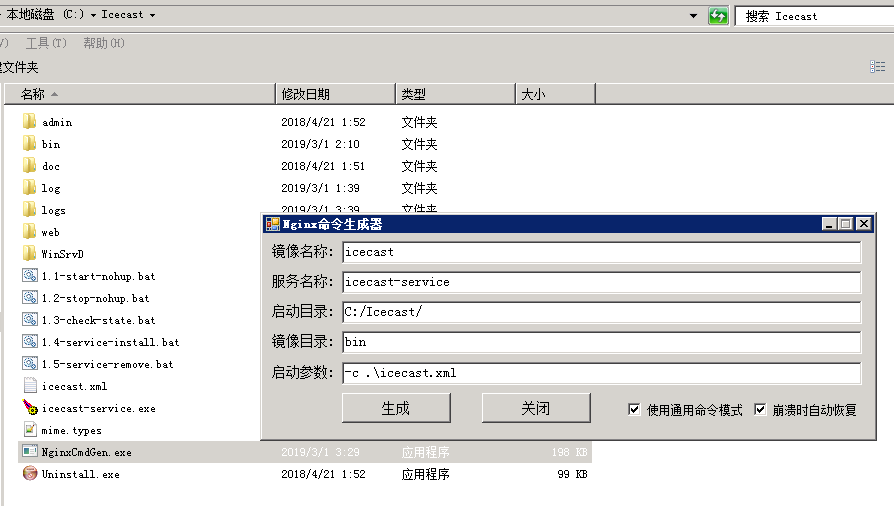 本地磁盘 (C:) Icecast 搜索 Icecast
V) 工具(T) 帮助(H)
文件夹
名称 修改日期 类型 大小
admin 2018/4/21 1:52 文件夹
bin 2019/3/1 2:10 文件夹
doc 2018/4/21 1:51 文件夹
log 2019/3/1 1:39 文件夹
logs 2019/3/1 3:39 文件夹
web
WinSrvD
1.1-start-nohup.bat
1.2-stop-nohup.bat
1.3-check-state.bat
1.4-service-install.bat
1.5-service-remove.bat
icecast.xml
icecast-service.exe
mime.types
NginxCmdGen.exe 2019/3/1 3:29 应用程序 198 KB
Uninstall.exe 2018/4/21 1:52 应用程序 99 KB
Nginx命令生成器
镜像名称: icecast
服务名称: icecast-service
启动目录: C:/Icecast/
镜像目录: bin
启动参数: -c .\icecast.xml
生成 关闭 使用通用命令模式 崩溃时自动恢复